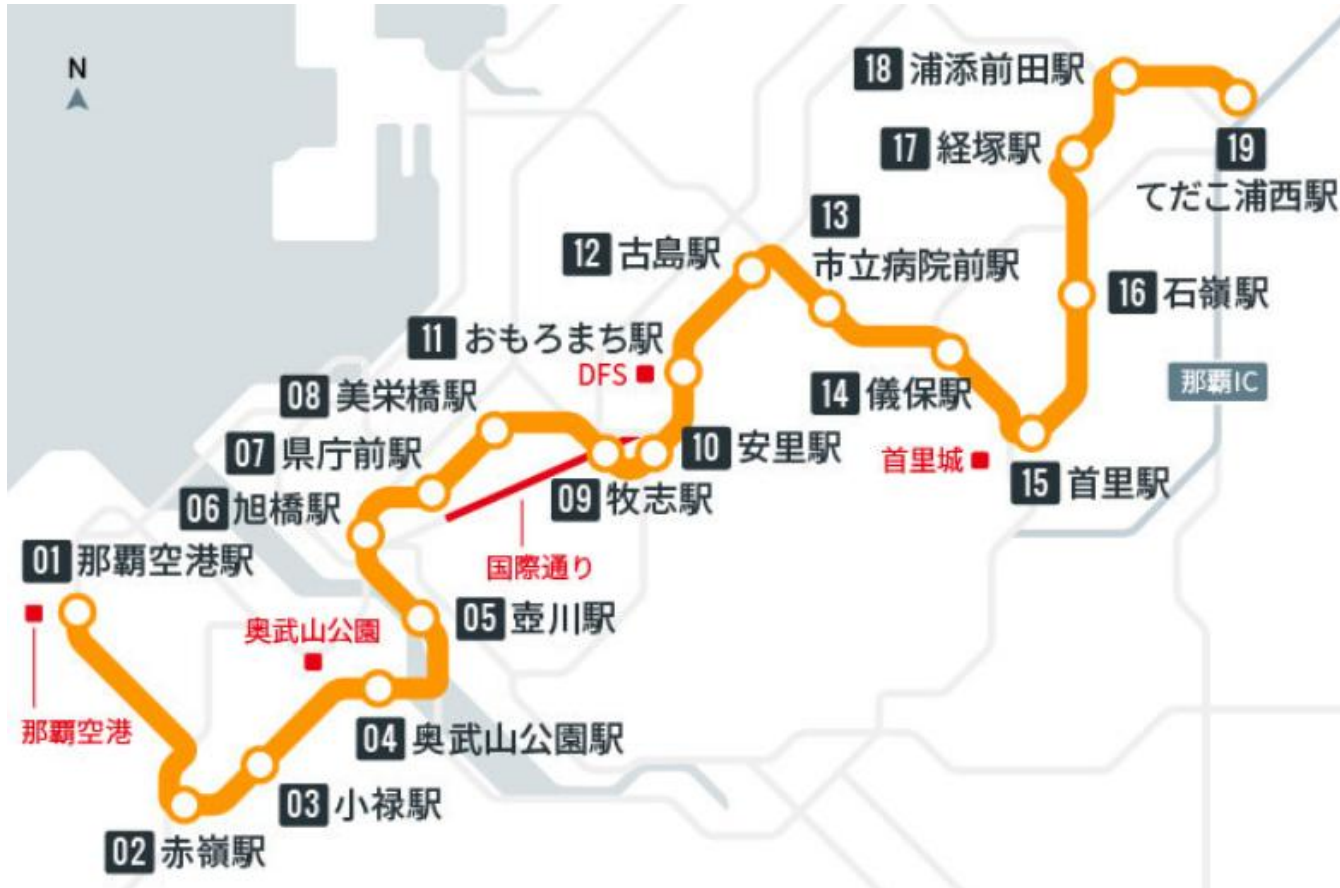 N
18 浦添前田駅
17 経塚駅
19
てだこ浦西駅
13
市立病院前駅
12 古島駅
16 石嶺駅
11 おもろまち駅
DFS
那覇IC
08 美栄橋駅
14 儀保駅
07 県庁前駅
10 安里駅
首里城
15 首里駅
06 旭橋駅
09 牧志駅
01 那覇空港駅
国際通り
奥武山公園
05 壺川駅
那覇空港
04 奥武山公園駅
03 小禄駅
02 赤嶺駅